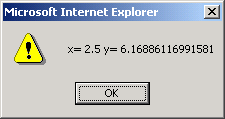 Microsoft Internet Explorer
x= 2.5 y= 6.16886116991581
OK